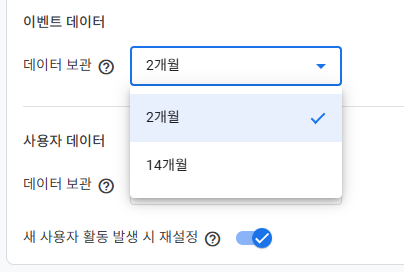 이벤트 데이터
데이터 보관 2개월
2개월
사용자 데이터
14개월
데이터 보관
새 사용자 활동 발생 시 재설정